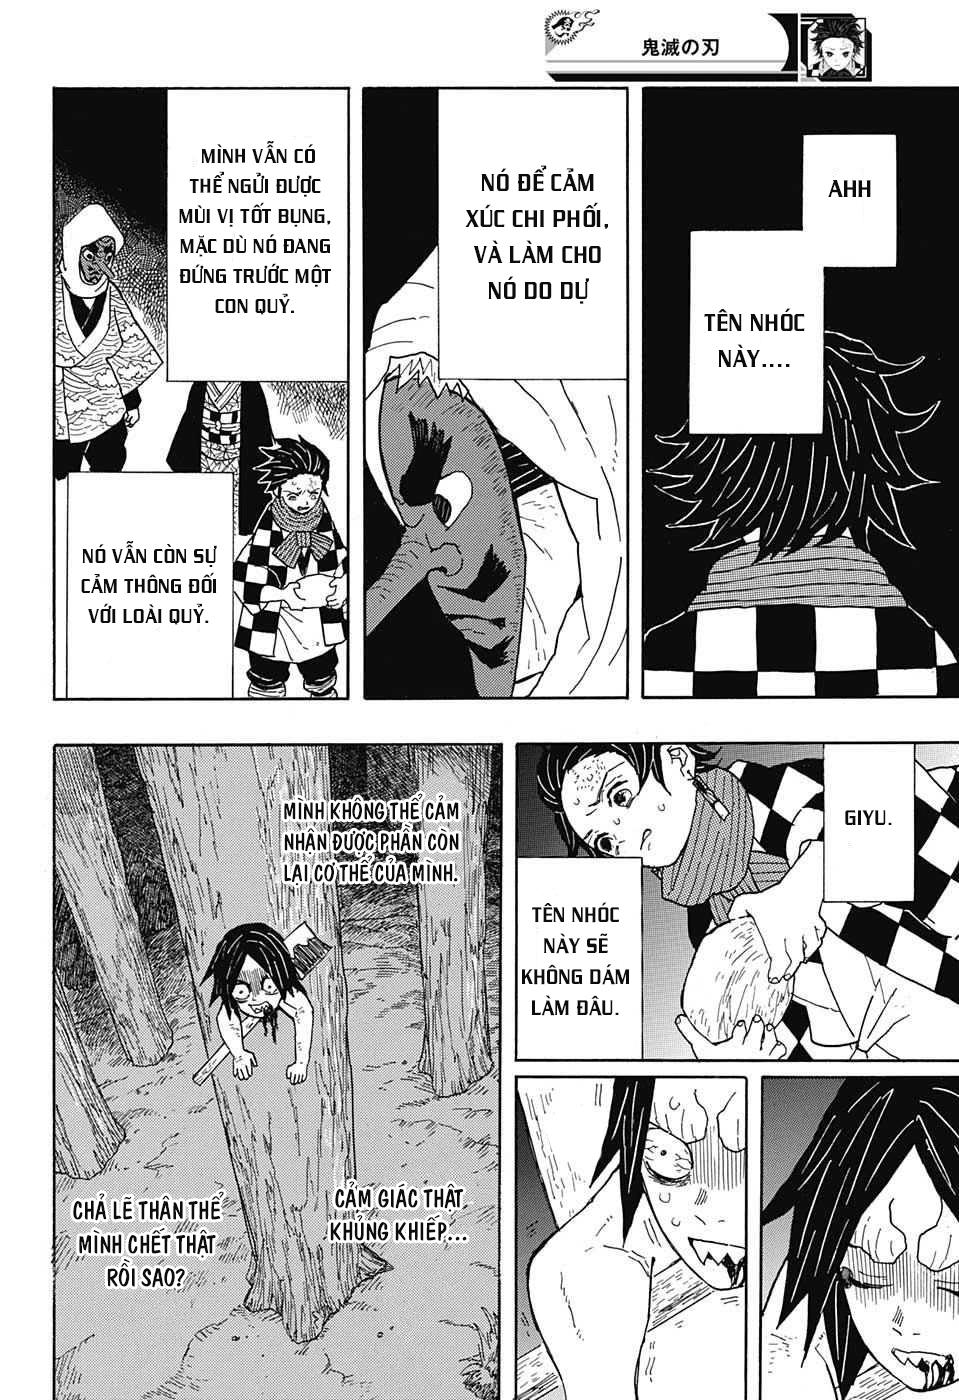 鬼滅の刃
AHH
TÊN NHÓC
NÀY....
NÓ ĐỂ CẢM
XÚC CHI PHỐI,
VÀ LÀM CHO
NÓ DO DỰ
MÌNH VẪN CÓ
THỂ NGỬI ĐƯỢC
MÙI VỊ TỐT BỤNG,
MẶC DÙ NÓ ĐANG
ĐỨNG TRƯỚC MỘT
CON QUỶ.
NÓ VẪN CÒN SỰ
CẢM THÔNG ĐỐI
VỚI LOÀI QUỶ.
GIYU.
TÊN NHÓC
NÀY SẼ
KHÔNG DÁM
LÀM ĐÂU.
MÌNH KHÔNG THỂ CẢM
NHẬN ĐƯỢC PHẦN CÒN
LẠI CƠ THỂ CỦA MÌNH.
CẢM GIÁC THẬT
KHỦNG KHIẾP...
CHẢ LẼ THÂN THỂ
MÌNH CHẾT THẬT
RỒI SAO?